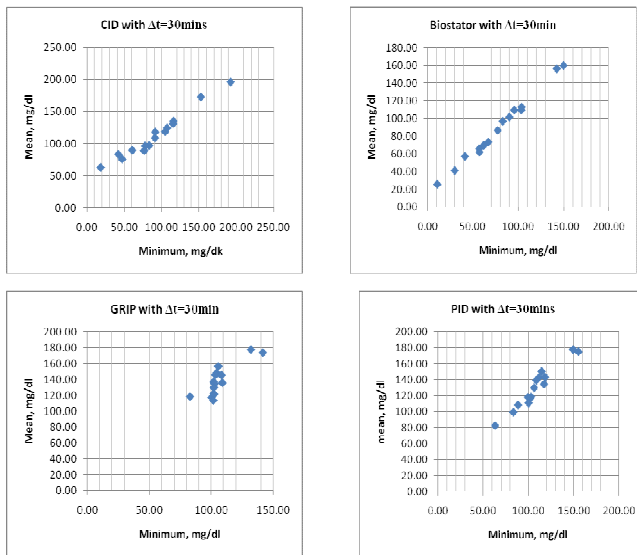 CID with Δt=30mins
250.00
200.00
150.00
100.00
50.00
0.00
Mean, mg/dl
0.00 50.00 100.00 150.00 200.00 250.00
Minimum, mg/dk
Biostator with Δt=30min
180.00
160.00
140.00
120.00
100.00
80.00
60.00
40.00
20.00
0.00
Mean, mg/dl
0.00 50.00 100.00 150.00 200.00
Minimum, mg/dl
GRIP with Δt=30min
200.00
180.00
160.00
140.00
120.00
100.00
80.00
60.00
40.00
20.00
0.00
Mean, mg/dl
0.00 50.00 100.00 150.00
Minimum, mg/dl
PID with Δt=30mins
200.00
180.00
160.00
140.00
120.00
100.00
80.00
60.00
40.00
20.00
0.00
mean, mg/dl
0.00 50.00 100.00 150.00 200.00
Minimum, mg/dl